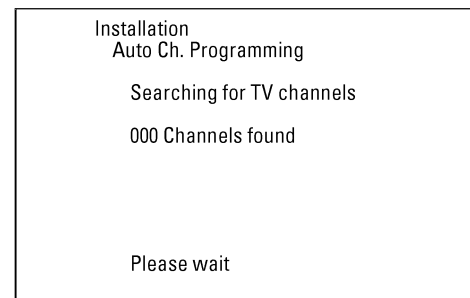 Installation
Auto Ch. Programming
Searching for TV channels
000 Channels found
Please wait